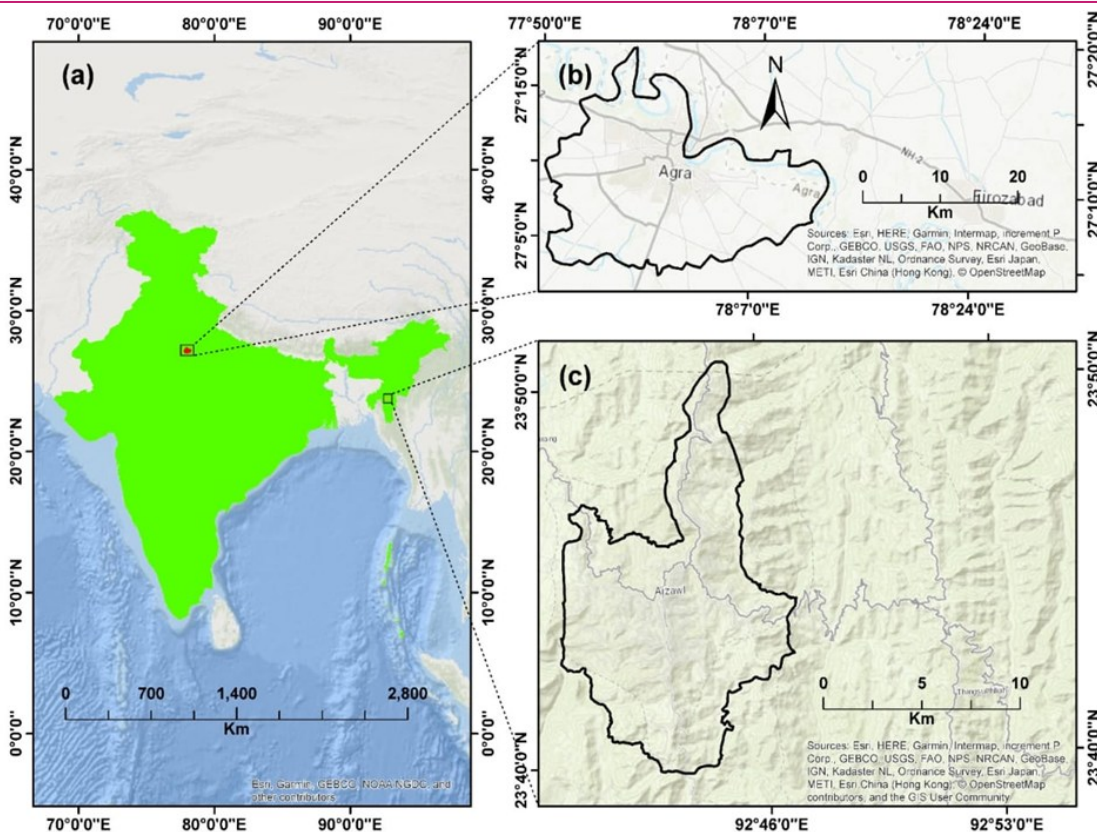 70°0'0"E 80°0'0"E 90°0'0"E
(a)
40°0'0"N
30°0'0"N
20°0'0"N
10°0'0"N
0°0'0"
40°0'0"N
30°0'0"N
20°0'0"N
10°0'0"N
0°0'0"
0 700 1,400 2,800
Km
Esri, Garmin, GEBCO, NOAA NGDC, and
other contributors
70°0'0"E 80°0'0"E 90°0'0"E
77°50'0"E 78°7'0"E 78°24'0"E
(b)
N
27°15'0"N
27°5'0"N
27°20'0"N
27°10'0"N
Agra
Agra
NH 2
Firozabad
0 10 20
Km
Sources: Esri, HERE, Garmin, Intermap, increment P
Corp., GEBCO, USGS, FAO, NPS, NRCAN, GeoBase,
IGN, Kadaster NL, Ordnance Survey, Esri Japan,
METI, Esri China (Hong Kong), © OpenStreetMap
78°7'0"E 78°24'0"E
(c)
23°50'0"N
23°40'0"N
23°50'0"N
23°40'0"N
Aizawl
0 5 10
Km
Sources: Esri, HERE, Garmin, Intermap, increment P
Corp., GEBCO, USGS, FAO, NPS, NRCAN, GeoBase,
IGN, Kadaster NL, Ordnance Survey, Esri Japan,
METI, Esri China (Hong Kong), © OpenStreetMap
contributors, and the GIS User Community
92°46'0"E 92°53'0"E